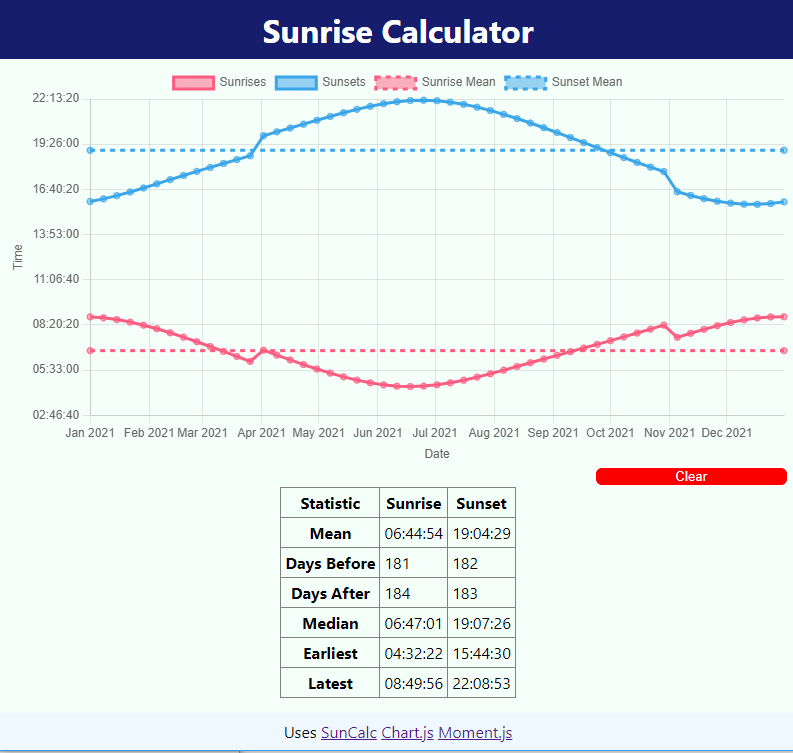 Sunrise Calculator
Sunrises Sunsets Sunrise Mean Sunset Mean
22:13:20
19:26:00
16:40:20
13:53:00
Time
11:06:40
08:20:20
05:33:00
02:46:40
Jan 2021 Feb 2021 Mar 2021 Apr 2021 May 2021 Jun 2021 Jul 2021 Aug 2021 Sep 2021 Oct 2021 Nov 2021 Dec 2021
Date
Clear
Statistic Sunrise Sunset
Mean 06:44:54 19:04:29
Days Before 181 182
Days After 184 183
Median 06:47:01 19:07:26
Earliest 04:32:22 15:44:30
Latest 08:49:56 22:08:53
Uses SunCalc Chart.js Moment.js